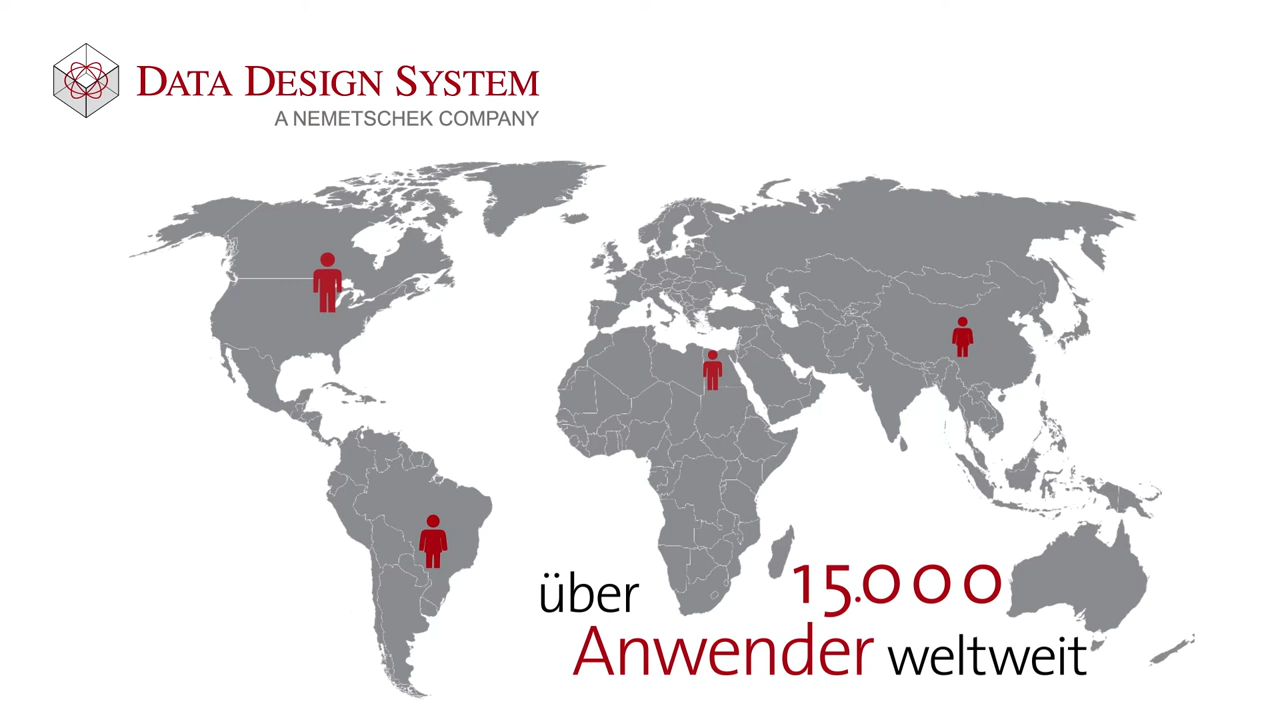 DATA DESIGN SYSTEM
A NEMETSCHEK COMPANY
über 15.000
Anwender weltweit